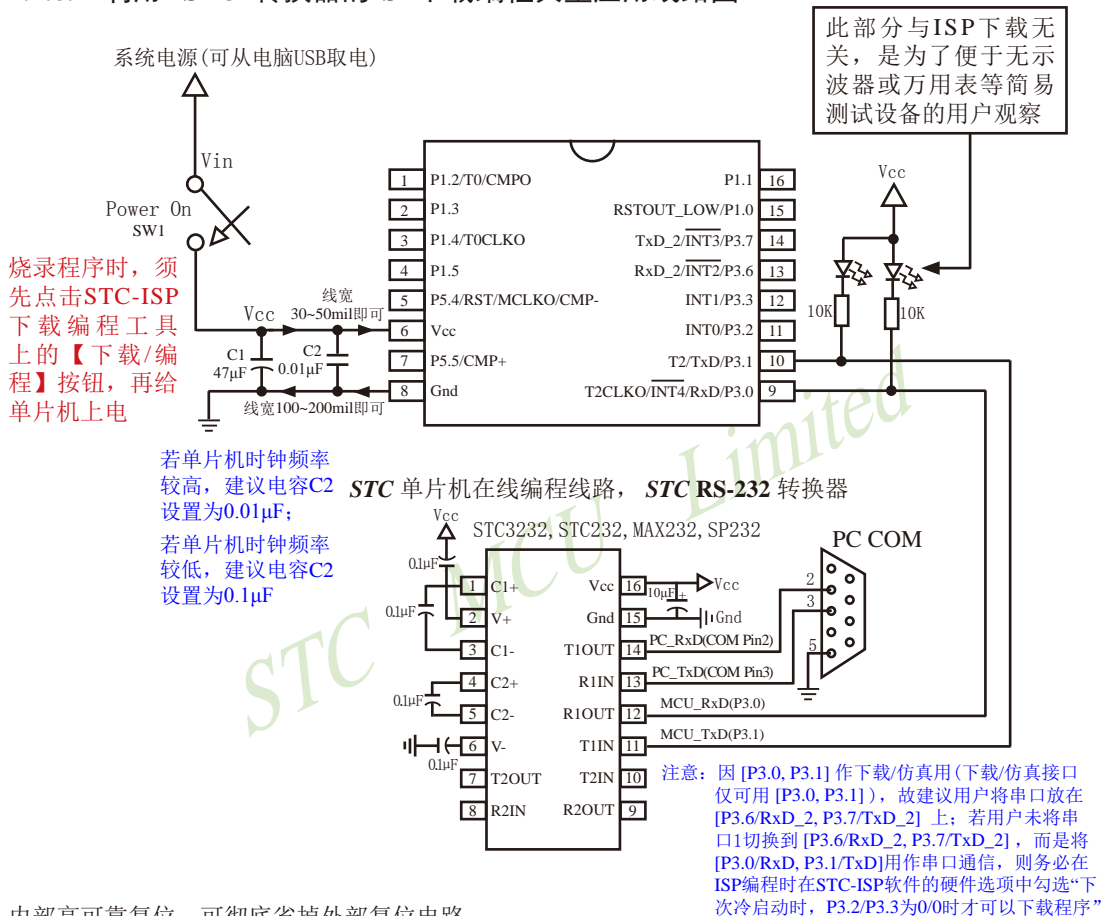 此部分与ISP下载无
关，是为了便于无示
波器或万用表等简易
测试设备的用户观察
系统电源(可从电脑USB取电)
Vin
Power On
SW1
烧录程序时，须
先点击STC-ISP
下载编程工具
上的【下载/编
程】按钮，再给
单片机上电
Vcc
线宽
30~50mil即可
C1
47μF
C2
0.01μF
线宽100~200mil即可
1 P1.2/T0/CMPO
2 P1.3
3 P1.4/T0CLKO
4 P1.5
5 P5.4/RST/MCLKO/CMP-
6 Vcc
7 P5.5/CMP+
8 Gnd
P1.1 16
RSTOUT_LOW/P1.0 15
TxD_2/INT3/P3.7 14
RxD_2/INT2/P3.6 13
INT1/P3.3 12
INT0/P3.2 11
T2/TxD/P3.1 10
T2CLKO/INT4/RxD/P3.0 9
Vcc
10K
10K
若单片机时钟频率
较高，建议电容C2
设置为0.01μF；
若单片机时钟频率
较低，建议电容C2
设置为0.1μF
STC 单片机在线编程线路， STC RS-232 转换器
STC3232,STC232,MAX232,SP232
Vcc
0.1μF
0.1μF
0.1μF
0.1μF
1 C1+
2 V+
3 C1-
4 C2+
5 C2-
6 V-
7 T2OUT
8 R2IN
Vcc 16
Gnd 15
T1OUT 14
R1IN 13
R1OUT 12
T1IN 11
T2IN 10
R2OUT 9
10μF
+
Vcc
Gnd
PC_RxD(COM Pin2)
PC_TxD(COM Pin3)
MCU_RxD(P3.0)
MCU_TxD(P3.1)
PC COM
2
3
5
注意：因 [P3.0, P3.1] 作下载/仿真用(下载/仿真接口
仅可用 [P3.0, P3.1] )，故建议用户将串口放在
[P3.6/RxD_2, P3.7/TxD_2] 上；若用户未将串
口1切换到 [P3.6/RxD_2, P3.7/TxD_2] ，而是将
[P3.0/RxD, P3.1/TxD]用作串口通信，则务必在
ISP编程时在STC-ISP软件的硬件选项中勾选“下
次冷启动时，P3.2/P3.3为0/0时才可以下载程序”
STC MCU Limited
内部高可靠复位，可彻底省掉外部复位电路